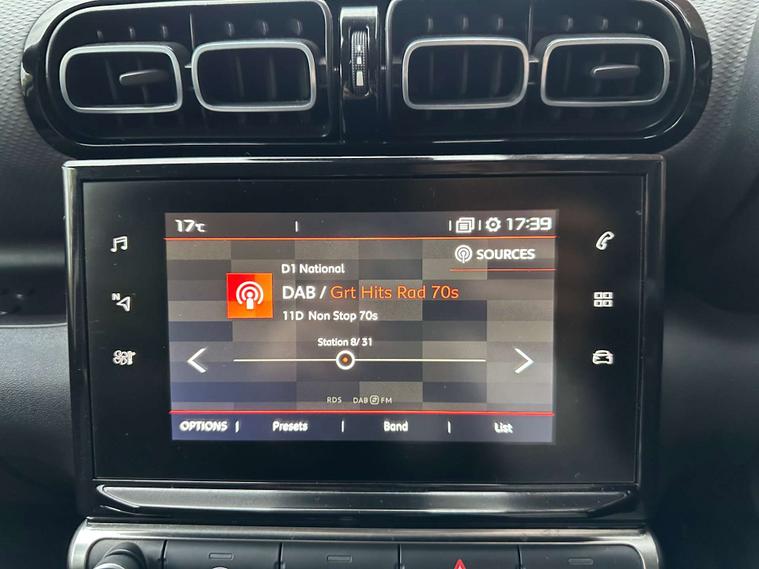 17°C 17:39
SOURCES
D1 National
DAB / Grt Hits Rad 70s
11D Non Stop 70s
Station 8/ 31
RDS DAB FM
OPTIONS Presets Band List
N